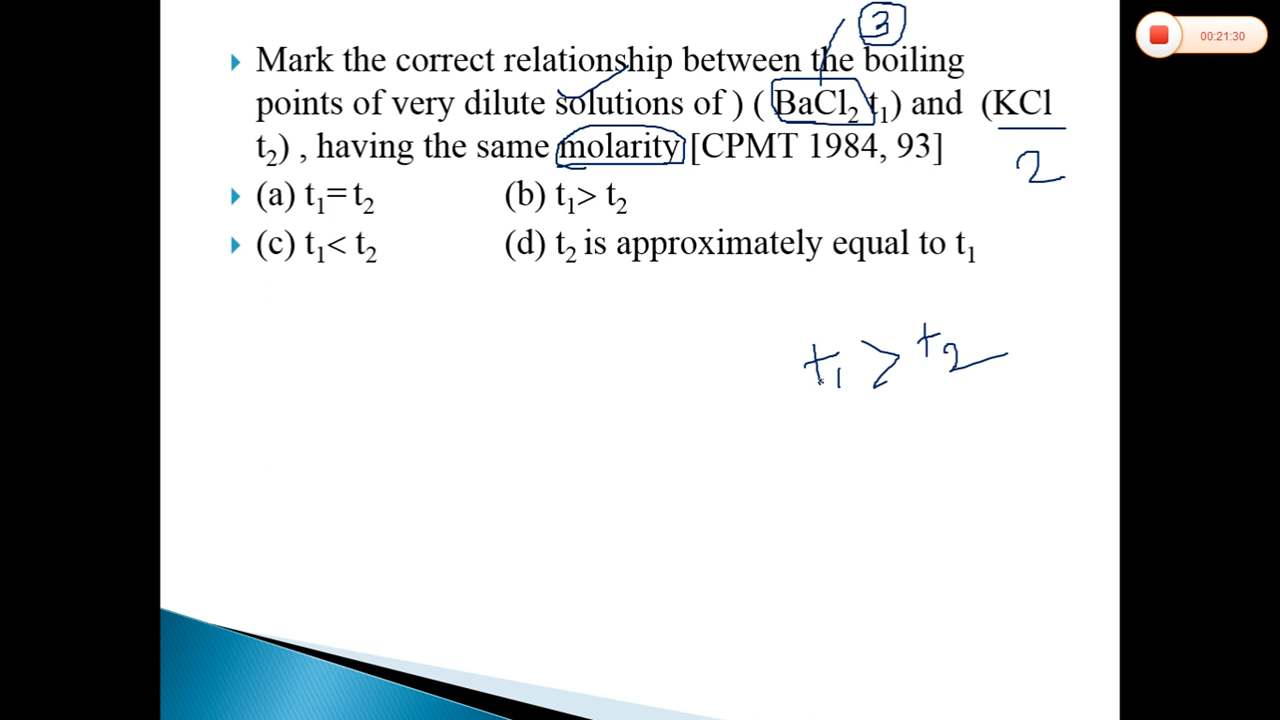 3
Mark the correct relationship between the boiling
points of very dilute solutions of ) ( BaCl₂ t₁) and (KCl
t₂) , having the same molarity [CPMT 1984, 93]
2
(a) t₁= t₂ (b) t₁> t₂
(c) t₁< t₂ (d) t₂ is approximately equal to t₁
t₁ > t₂
00:21:30